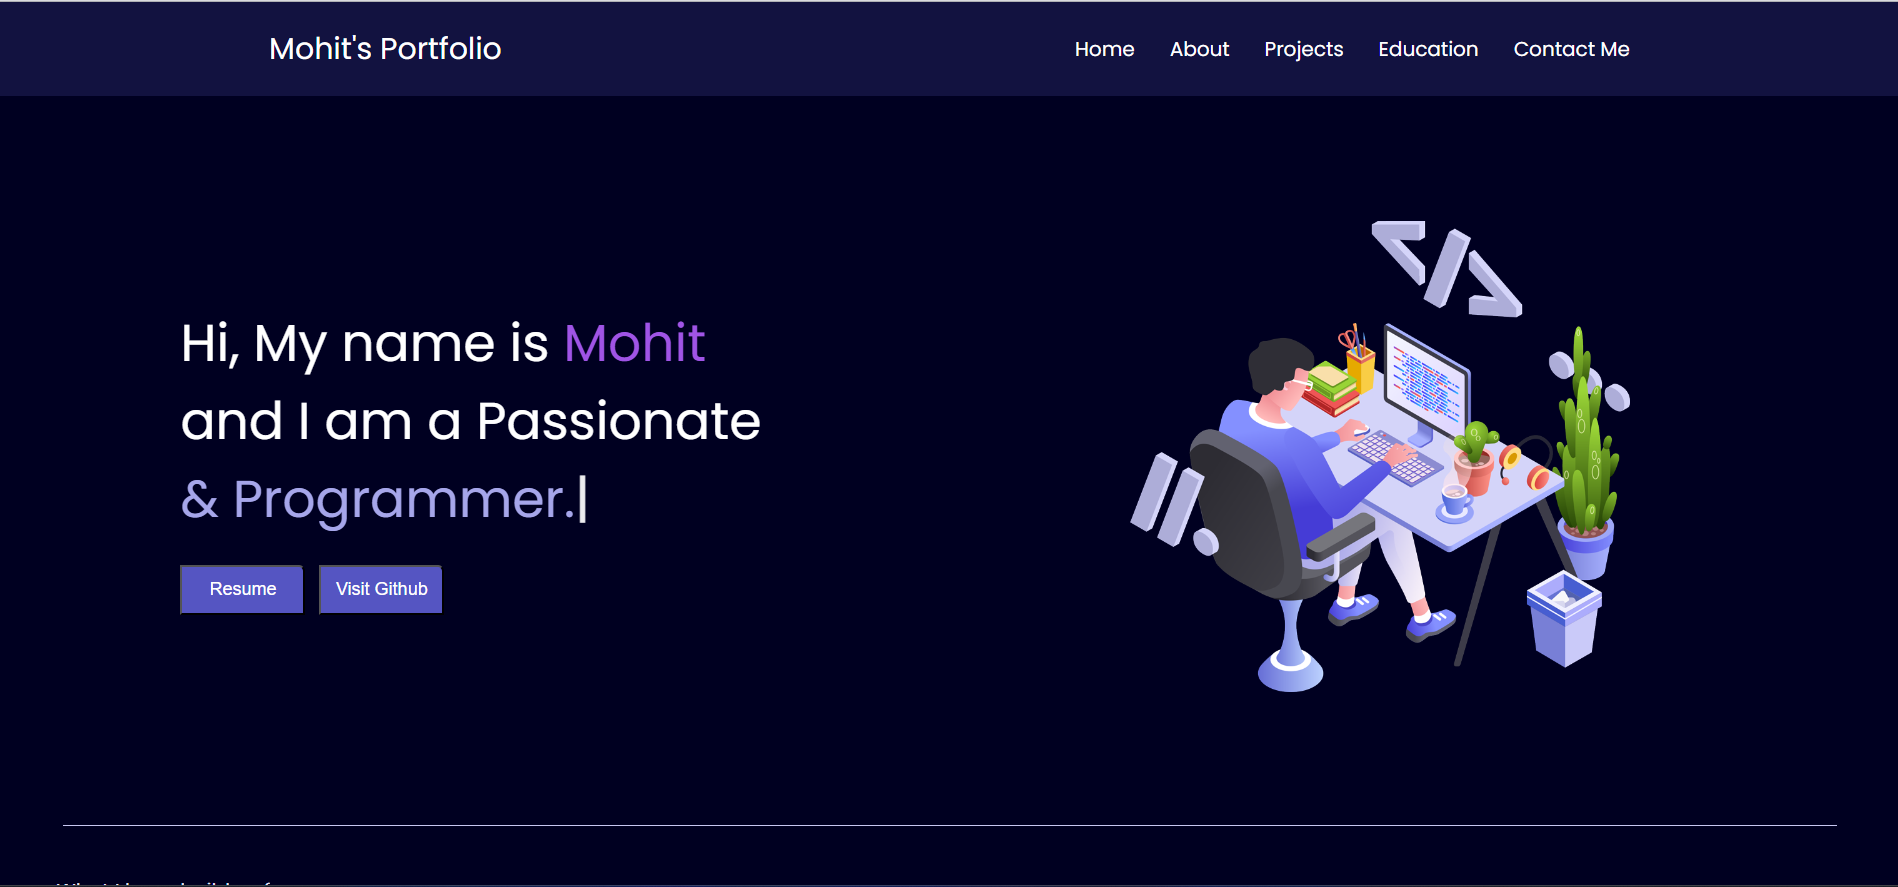 Mohit's Portfolio
Home About Projects Education Contact Me
</>
Hi, My name is Mohit
and I am a Passionate
& Programmer.|
Resume Visit Github